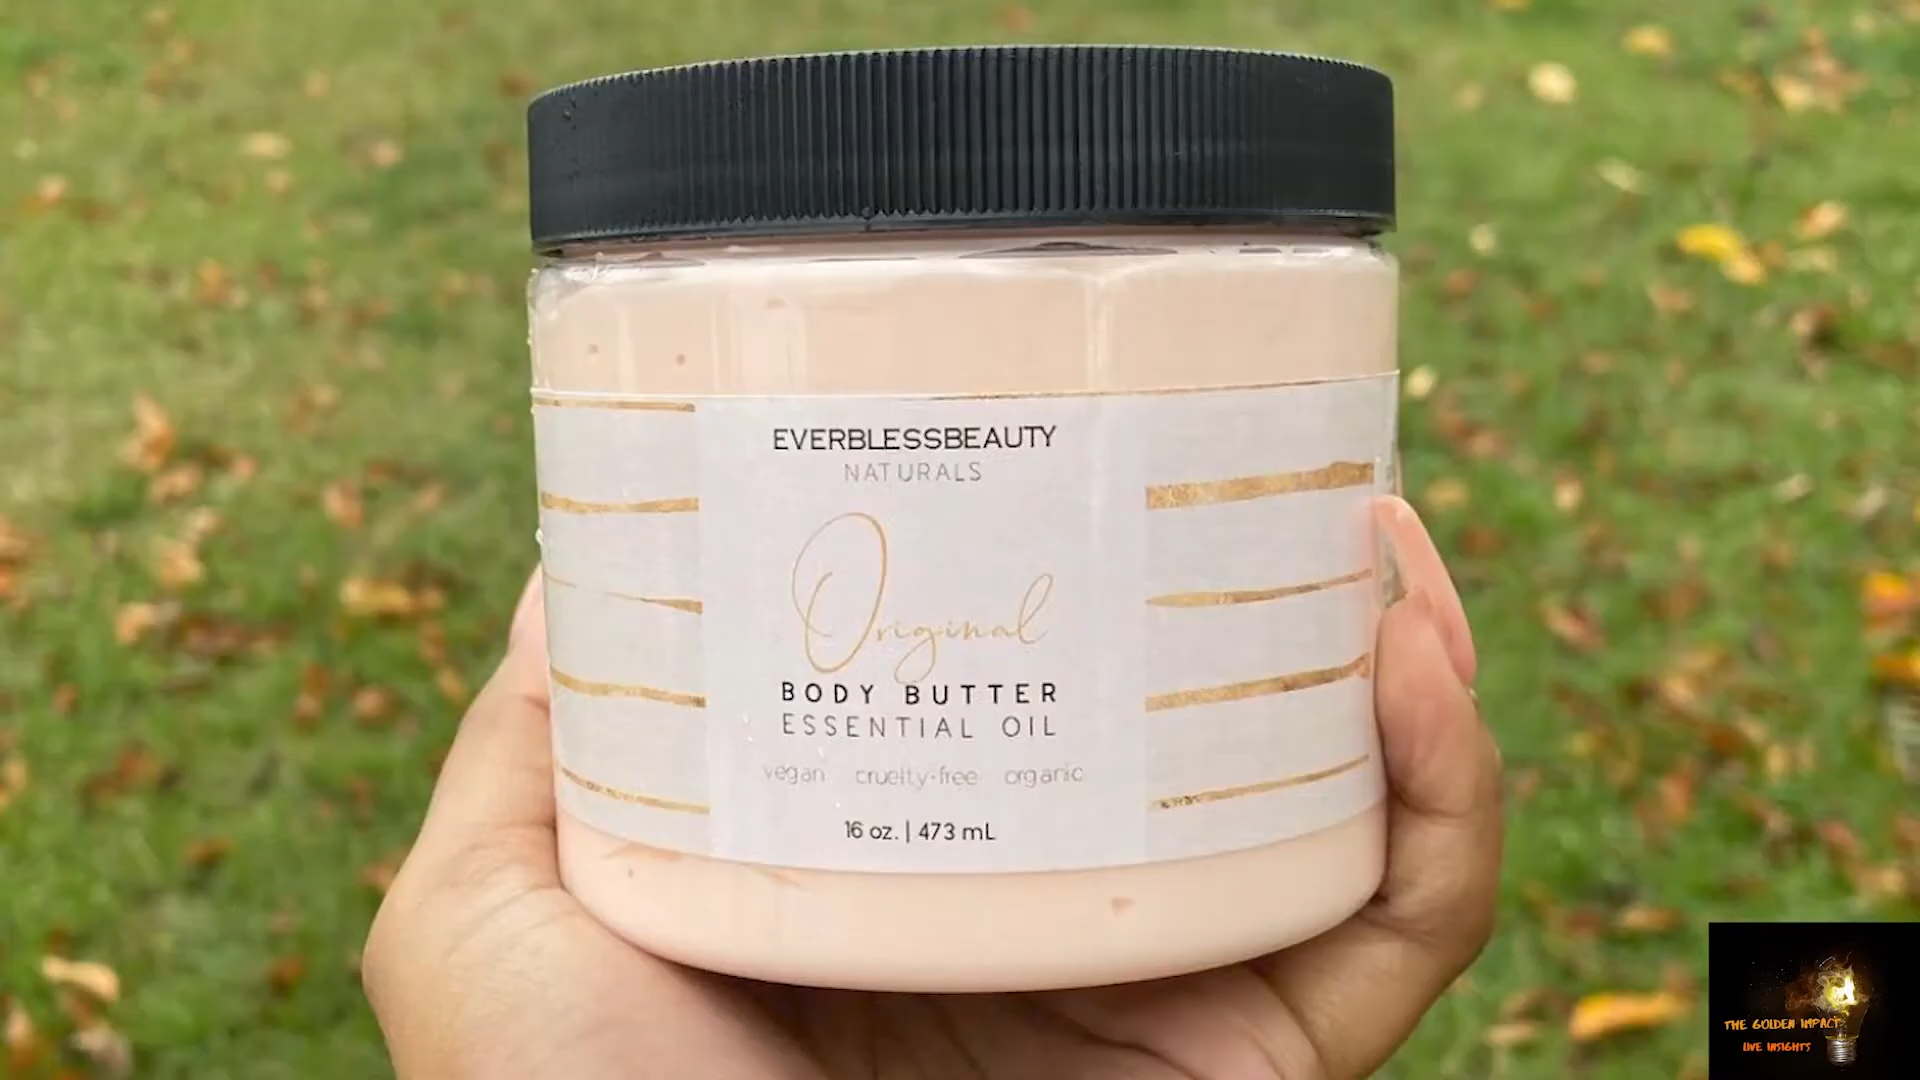 EVERBLESSBEAUTY
NATURALS
Original
BODY BUTTER
ESSENTIAL OIL
vegan cruelty-free organic
16 oz. | 473 mL
THE GOLDEN IMPACT
LIVE INSIGHTS